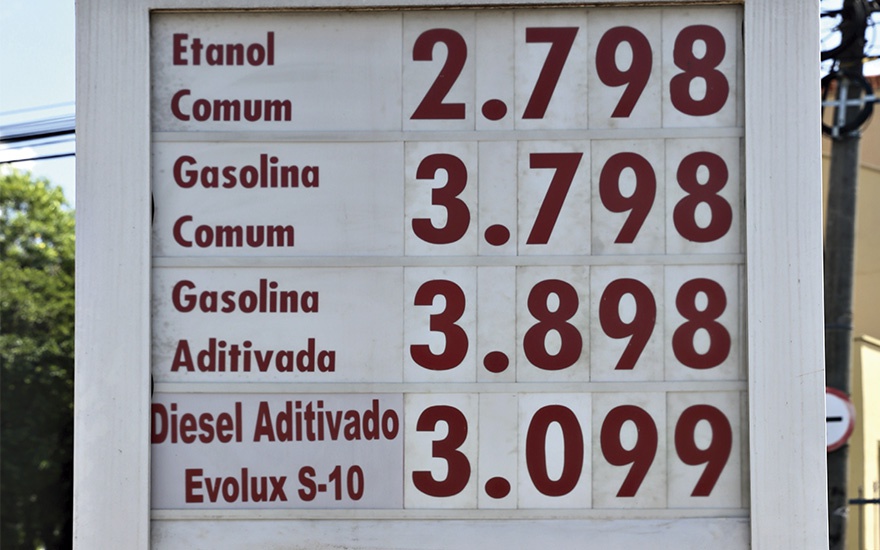 Etanol
Comum 2.798
Gasolina
Comum 3.798
Gasolina
Aditivada 3.898
Diesel Aditivado
Evolux S-10 3.099